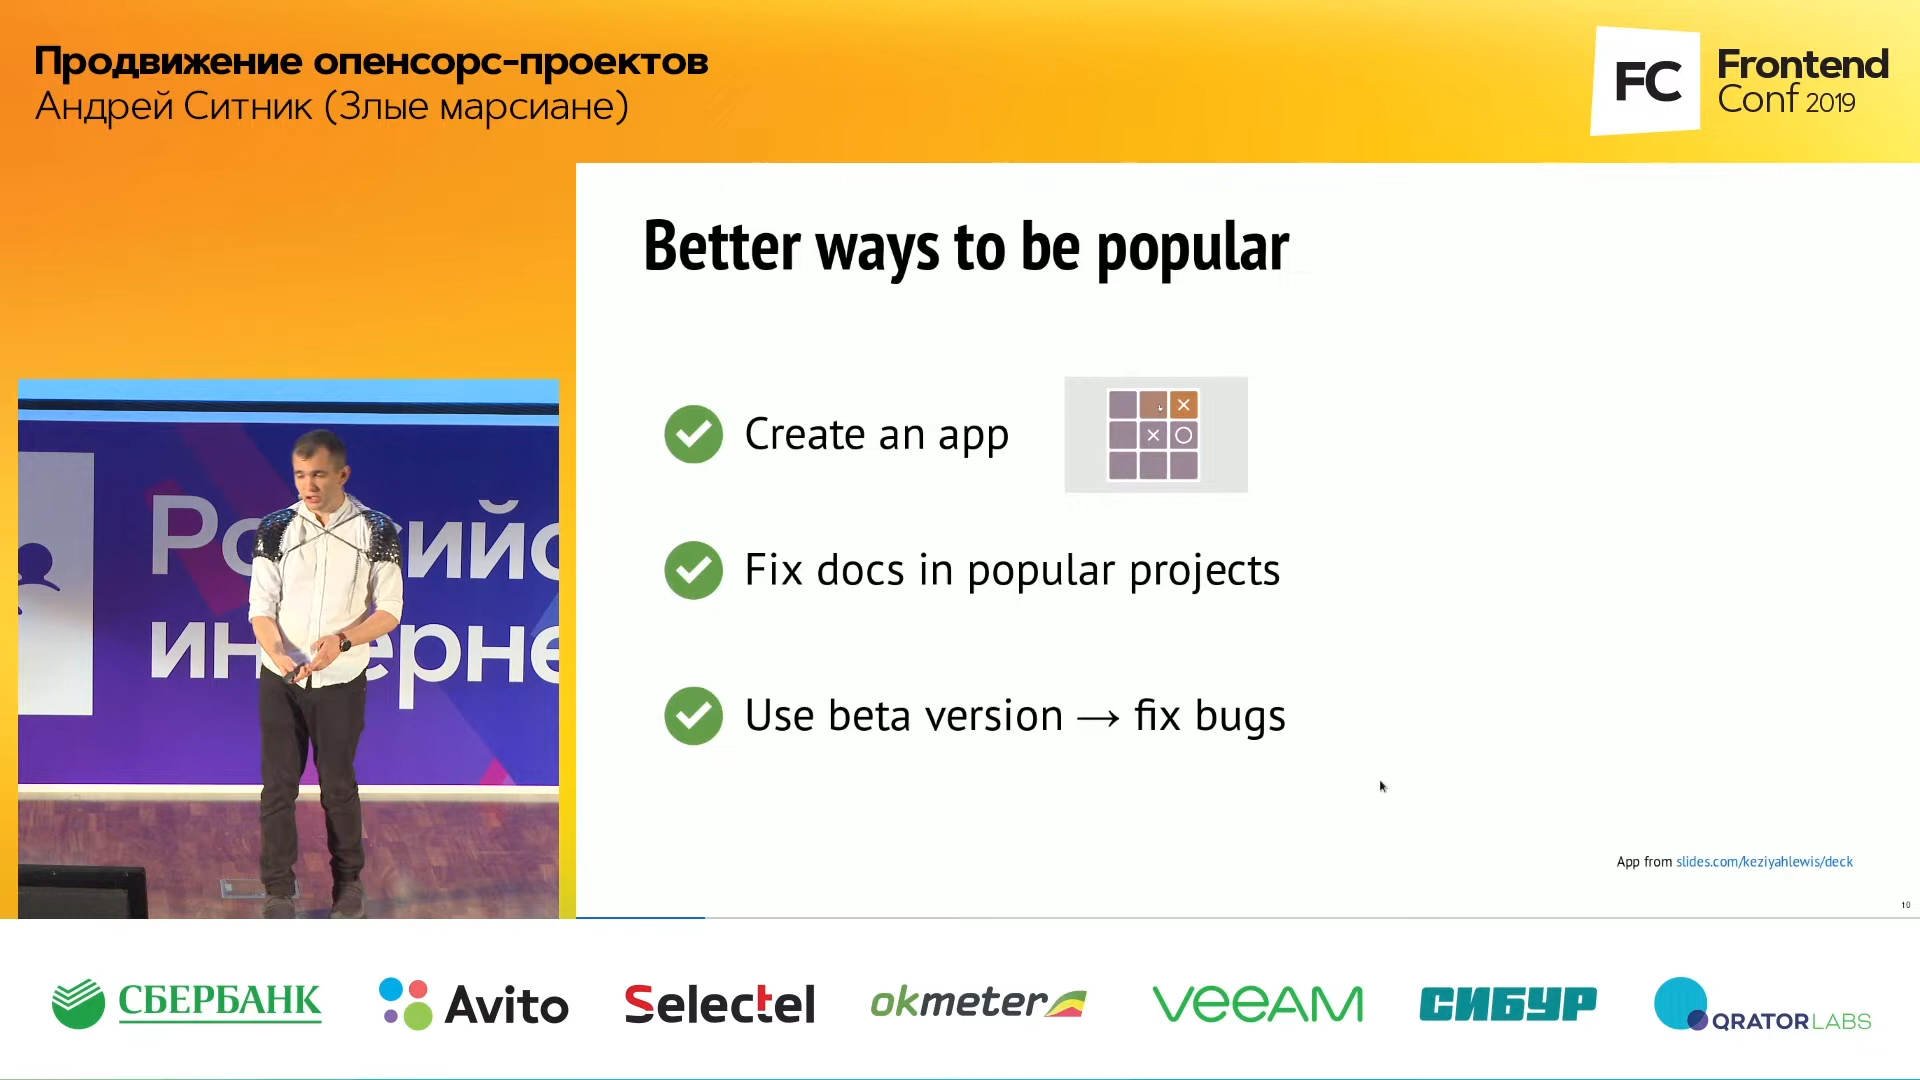 Продвижение опенсорс-проектов
Андрей Ситник (Злые марсиане)
FC
Frontend
Conf 2019
Better ways to be popular
Create an app
Fix docs in popular projects
Use beta version → fix bugs
App from slides.com/keziyahlewis/deck
10
СБЕРБАНК
Avito
Selectel
okmeter
veeAM
СИБУР
QRATORLABS